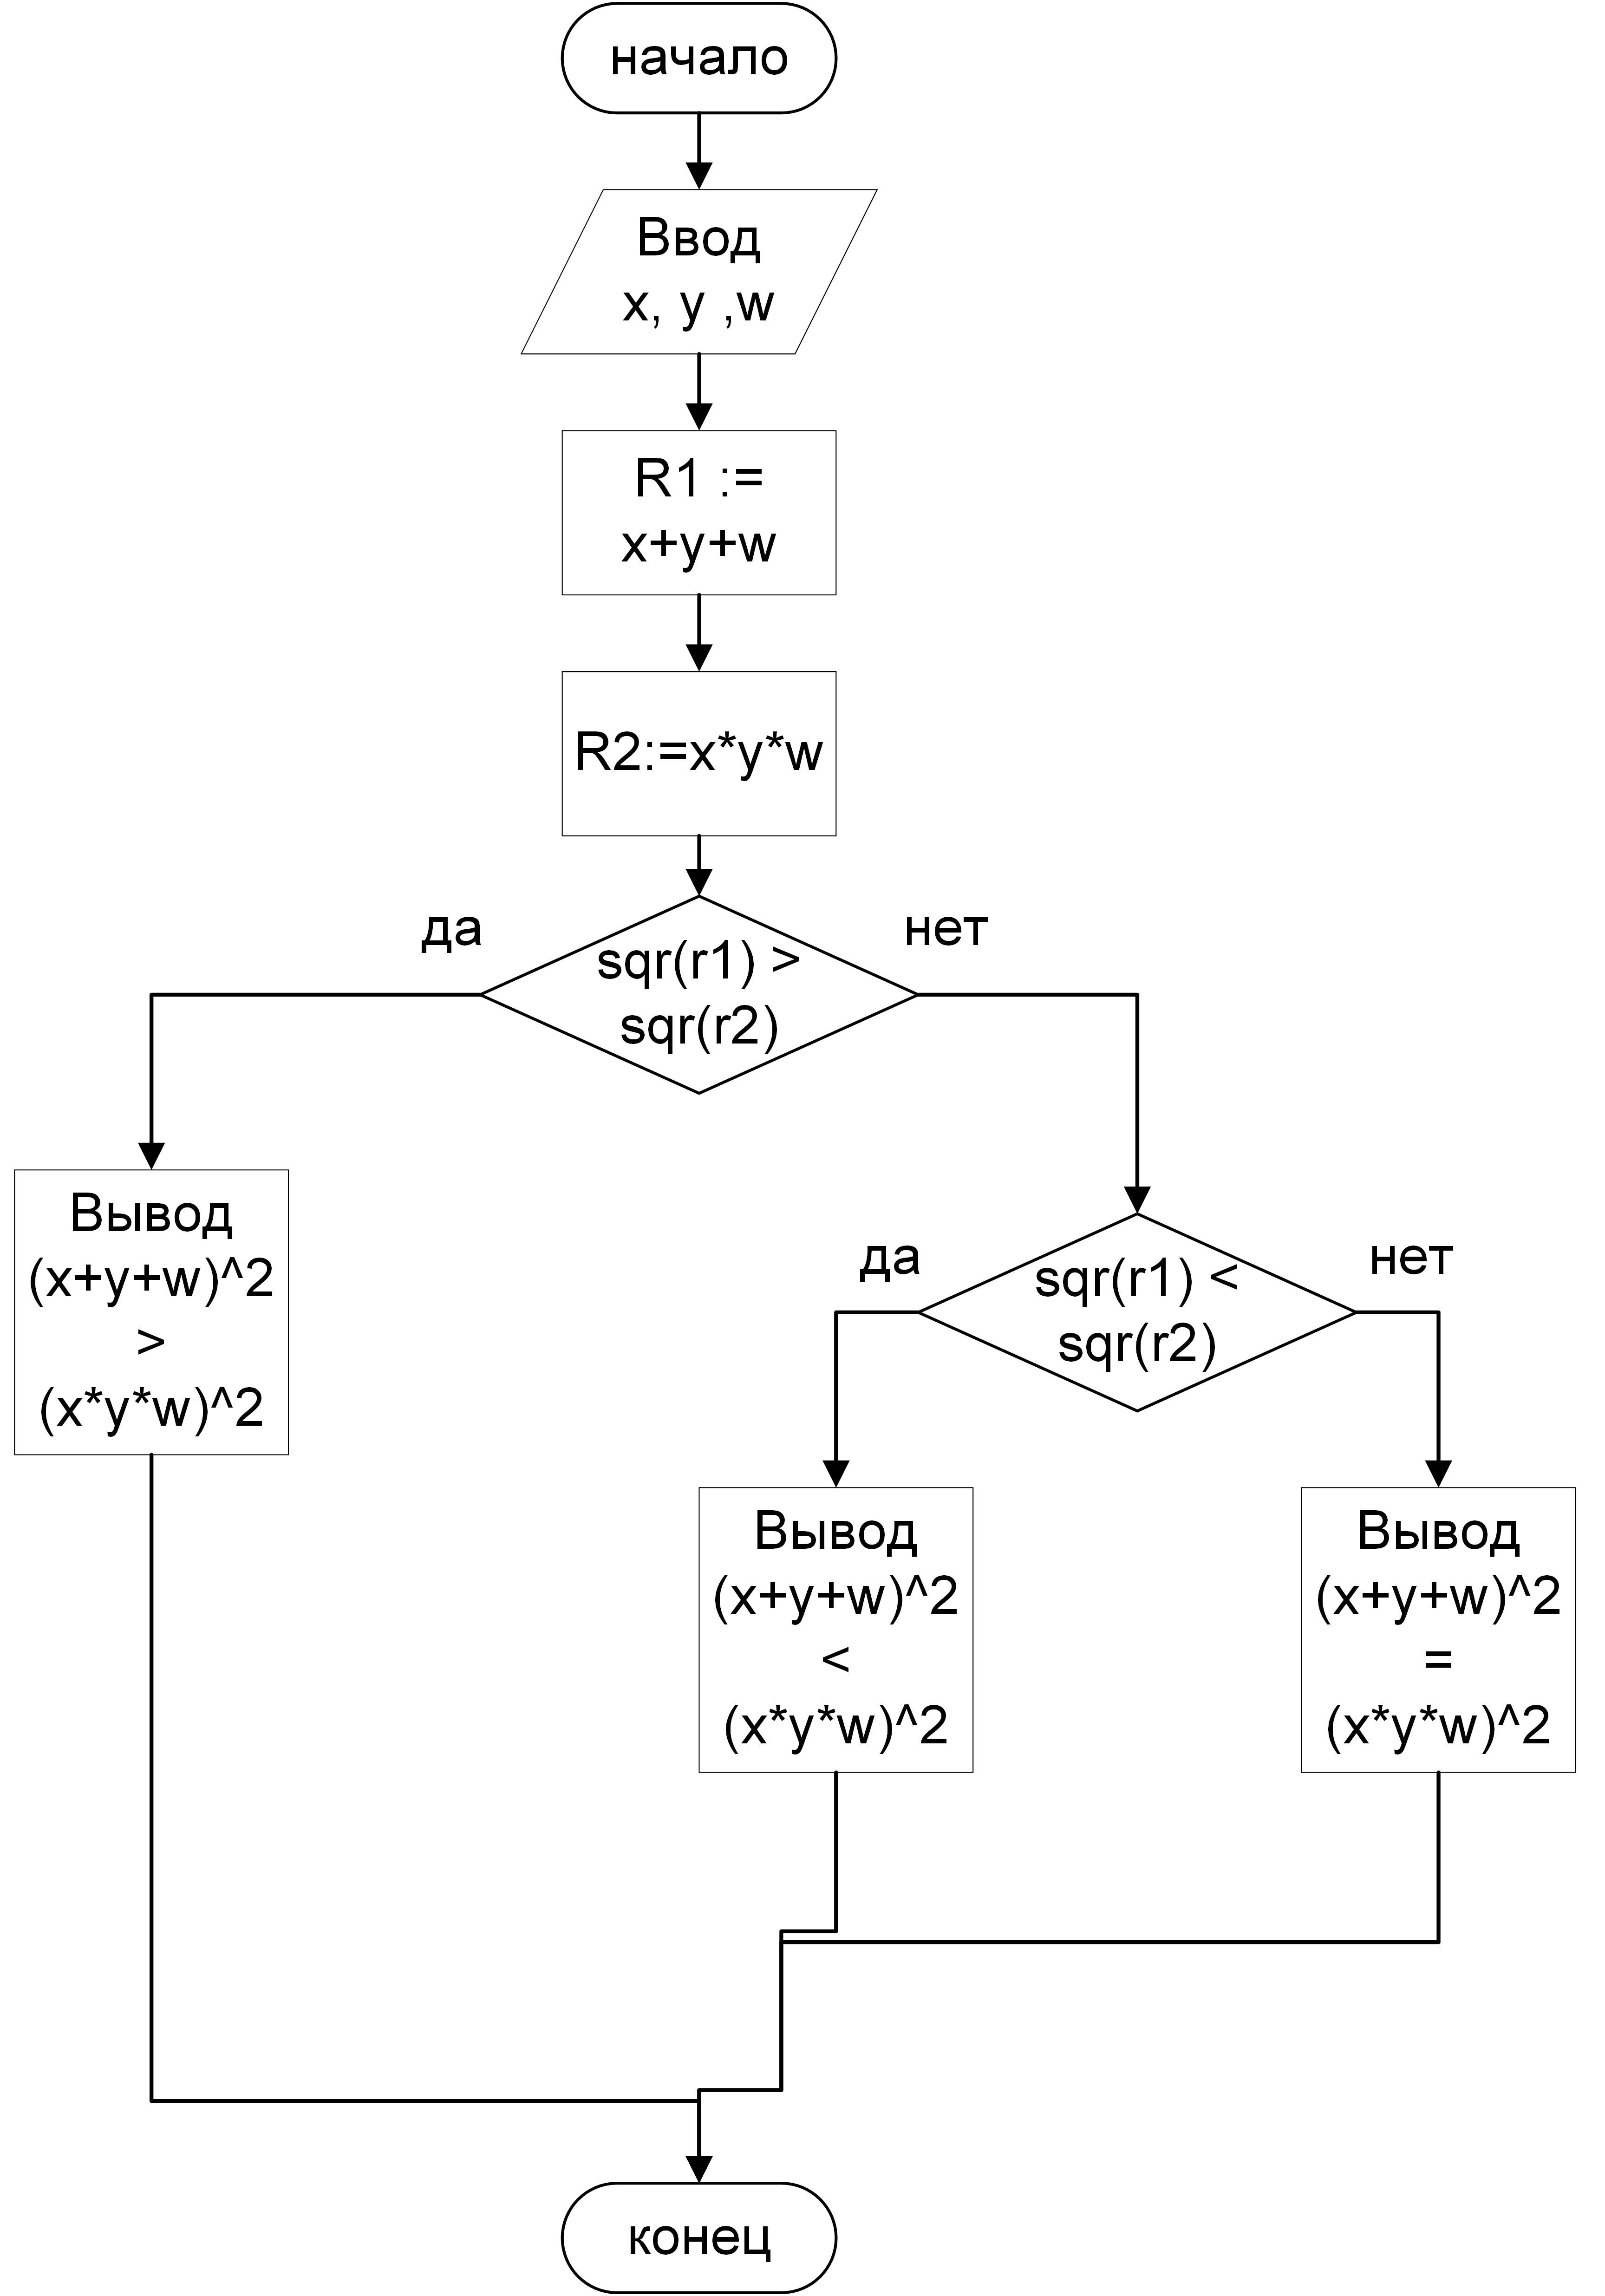 начало
Ввод
x, y ,w
R1 :=
x+y+w
R2:=x*y*w
да
нет
sqr(r1) >
sqr(r2)
Вывод
(x+y+w)^2
>
(x*y*w)^2
да
нет
sqr(r1) <
sqr(r2)
Вывод
(x+y+w)^2
<
(x*y*w)^2
Вывод
(x+y+w)^2
=
(x*y*w)^2
конец